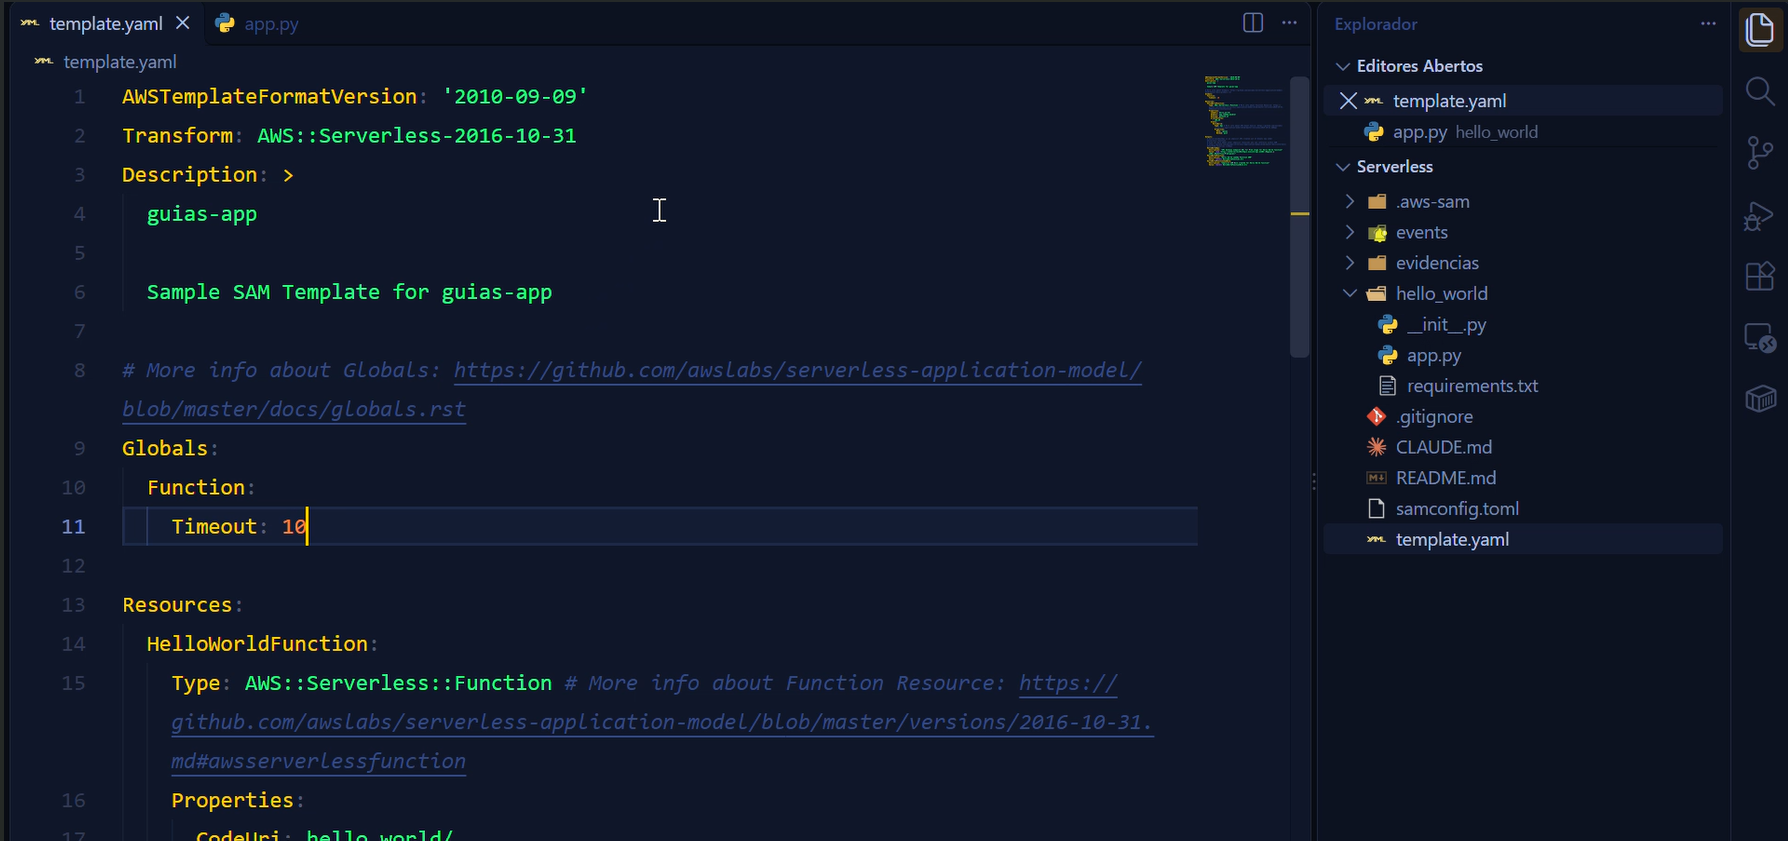 template.yaml
app.py
template.yaml
1 AWSTemplateFormatVersion: '2010-09-09'
2 Transform: AWS::Serverless-2016-10-31
3 Description: >
4 guias-app
5
6 Sample SAM Template for guias-app
7
8 # More info about Globals: https://github.com/awslabs/serverless-application-model/
blob/master/docs/globals.rst
9 Globals:
10 Function:
11 Timeout: 10
12
13 Resources:
14 HelloWorldFunction:
15 Type: AWS::Serverless::Function # More info about Function Resource: https://
github.com/awslabs/serverless-application-model/blob/master/versions/2016-10-31.
md#awsserverlessfunction
16 Properties:
17 CodeUri: hello_world/
Explorador
Editores Abertos
template.yaml
app.py hello_world
Serverless
.aws-sam
events
evidencias
hello_world
__init__.py
app.py
requirements.txt
.gitignore
CLAUDE.md
README.md
samconfig.toml
template.yaml